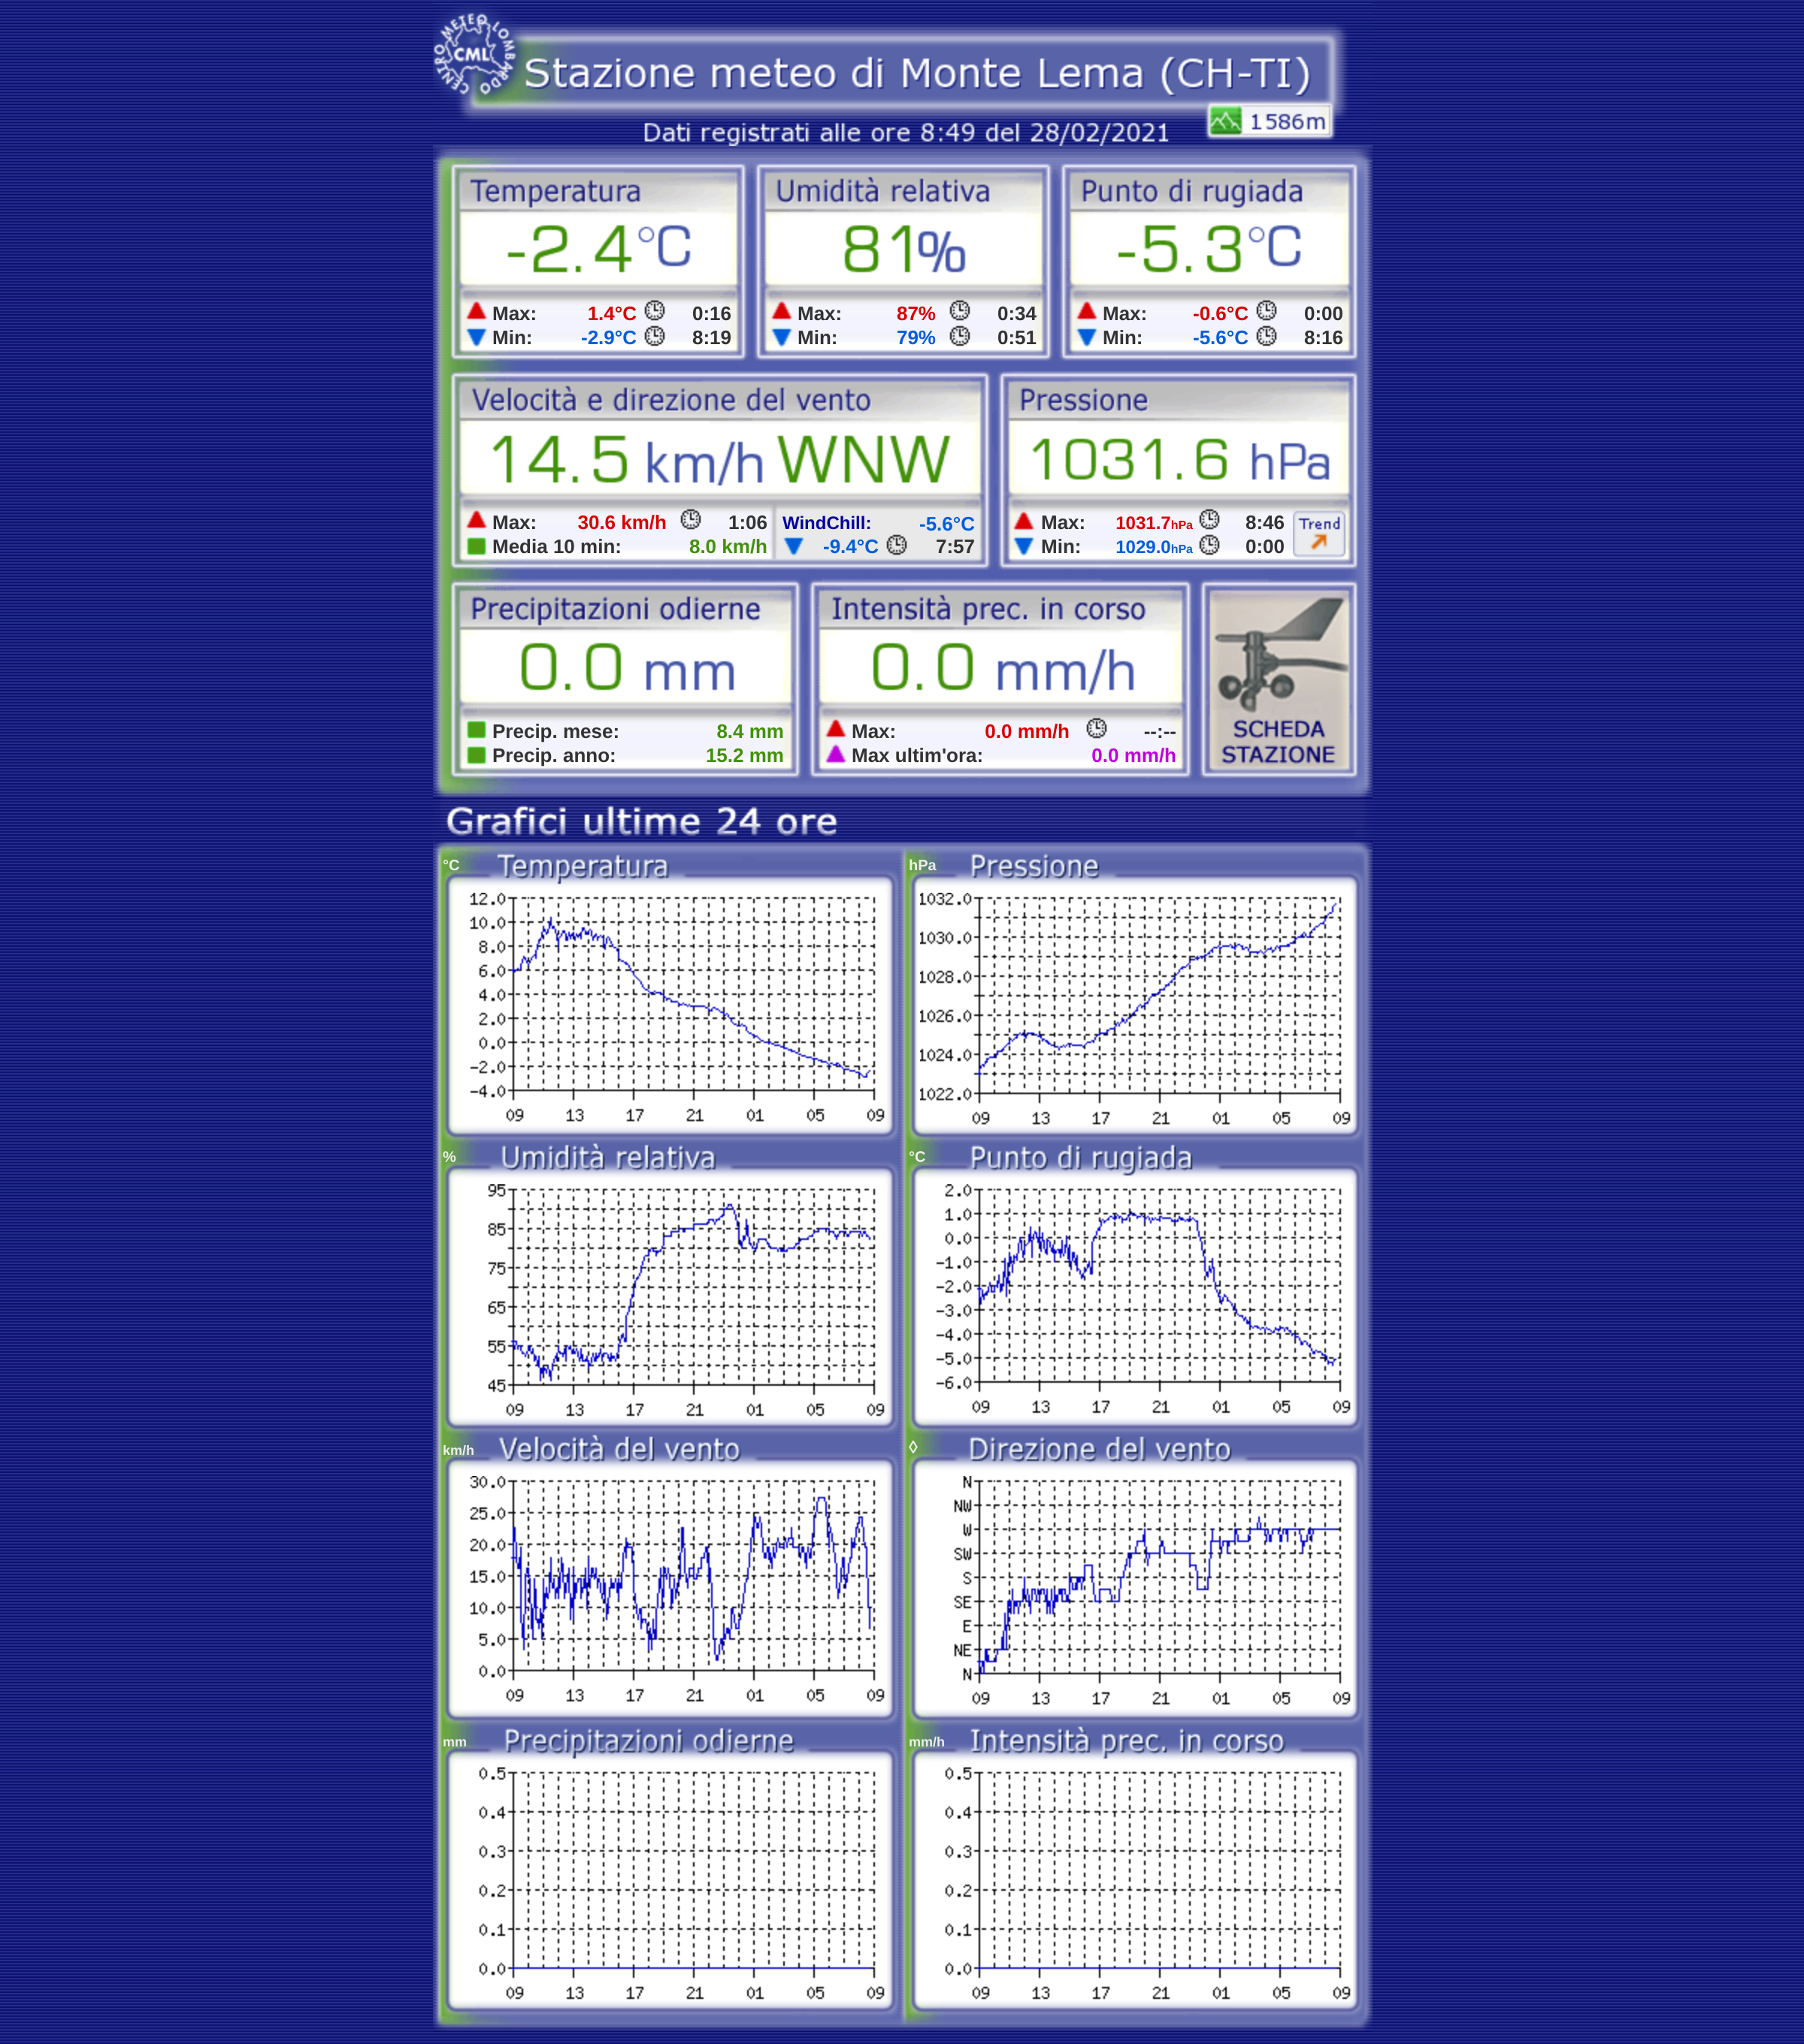 CENTRO METEO LOMBARDO
CML
Stazione meteo di Monte Lema (CH-TI)
1586m
Dati registrati alle ore 8:49 del 28/02/2021
Temperatura
-2.4°C
Max: 1.4°C 0:16
Min: -2.9°C 8:19
Umidità relativa
81%
Max: 87% 0:34
Min: 79% 0:51
Punto di rugiada
-5.3°C
Max: -0.6°C 0:00
Min: -5.6°C 8:16
Velocità e direzione del vento
14.5 km/h WNW
Max: 30.6 km/h 1:06
Media 10 min: 8.0 km/h
WindChill: -5.6°C
-9.4°C 7:57
Pressione
1031.6 hPa
Max: 1031.7hPa 8:46
Min: 1029.0hPa 0:00
Trend
Precipitazioni odierne
0.0 mm
Precip. mese: 8.4 mm
Precip. anno: 15.2 mm
Intensità prec. in corso
0.0 mm/h
Max: 0.0 mm/h --:--
Max ultim'ora: 0.0 mm/h
SCHEDA
STAZIONE
Grafici ultime 24 ore
°C Temperatura
12.0
10.0
8.0
6.0
4.0
2.0
0.0
-2.0
-4.0
09 13 17 21 01 05 09
hPa Pressione
1032.0
1030.0
1028.0
1026.0
1024.0
1022.0
09 13 17 21 01 05 09
% Umidità relativa
95
85
75
65
55
45
09 13 17 21 01 05 09
°C Punto di rugiada
2.0
1.0
0.0
-1.0
-2.0
-3.0
-4.0
-5.0
-6.0
09 13 17 21 01 05 09
km/h Velocità del vento
30.0
25.0
20.0
15.0
10.0
5.0
0.0
09 13 17 21 01 05 09
◊ Direzione del vento
N
NW
W
SW
S
SE
E
NE
N
09 13 17 21 01 05 09
mm Precipitazioni odierne
0.5
0.4
0.3
0.2
0.1
0.0
09 13 17 21 01 05 09
mm/h Intensità prec. in corso
0.5
0.4
0.3
0.2
0.1
0.0
09 13 17 21 01 05 09